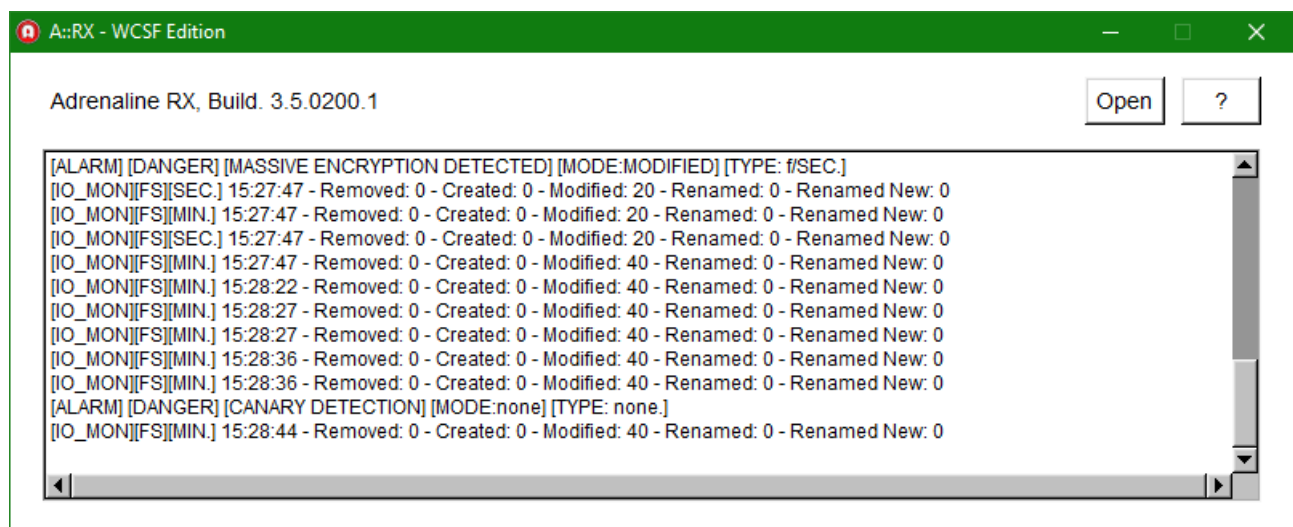 A::RX - WCSF Edition
Adrenaline RX, Build. 3.5.0200.1
Open
?
[ALARM] [DANGER] [MASSIVE ENCRYPTION DETECTED] [MODE:MODIFIED] [TYPE: f/SEC.]
[IO_MON][FS][SEC.] 15:27:47 - Removed: 0 - Created: 0 - Modified: 20 - Renamed: 0 - Renamed New: 0
[IO_MON][FS][MIN.] 15:27:47 - Removed: 0 - Created: 0 - Modified: 20 - Renamed: 0 - Renamed New: 0
[IO_MON][FS][SEC.] 15:27:47 - Removed: 0 - Created: 0 - Modified: 20 - Renamed: 0 - Renamed New: 0
[IO_MON][FS][MIN.] 15:27:47 - Removed: 0 - Created: 0 - Modified: 40 - Renamed: 0 - Renamed New: 0
[IO_MON][FS][MIN.] 15:28:22 - Removed: 0 - Created: 0 - Modified: 40 - Renamed: 0 - Renamed New: 0
[IO_MON][FS][MIN.] 15:28:27 - Removed: 0 - Created: 0 - Modified: 40 - Renamed: 0 - Renamed New: 0
[IO_MON][FS][MIN.] 15:28:27 - Removed: 0 - Created: 0 - Modified: 40 - Renamed: 0 - Renamed New: 0
[IO_MON][FS][MIN.] 15:28:36 - Removed: 0 - Created: 0 - Modified: 40 - Renamed: 0 - Renamed New: 0
[IO_MON][FS][MIN.] 15:28:36 - Removed: 0 - Created: 0 - Modified: 40 - Renamed: 0 - Renamed New: 0
[ALARM] [DANGER] [CANARY DETECTION] [MODE:none] [TYPE: none.]
[IO_MON][FS][MIN.] 15:28:44 - Removed: 0 - Created: 0 - Modified: 40 - Renamed: 0 - Renamed New: 0